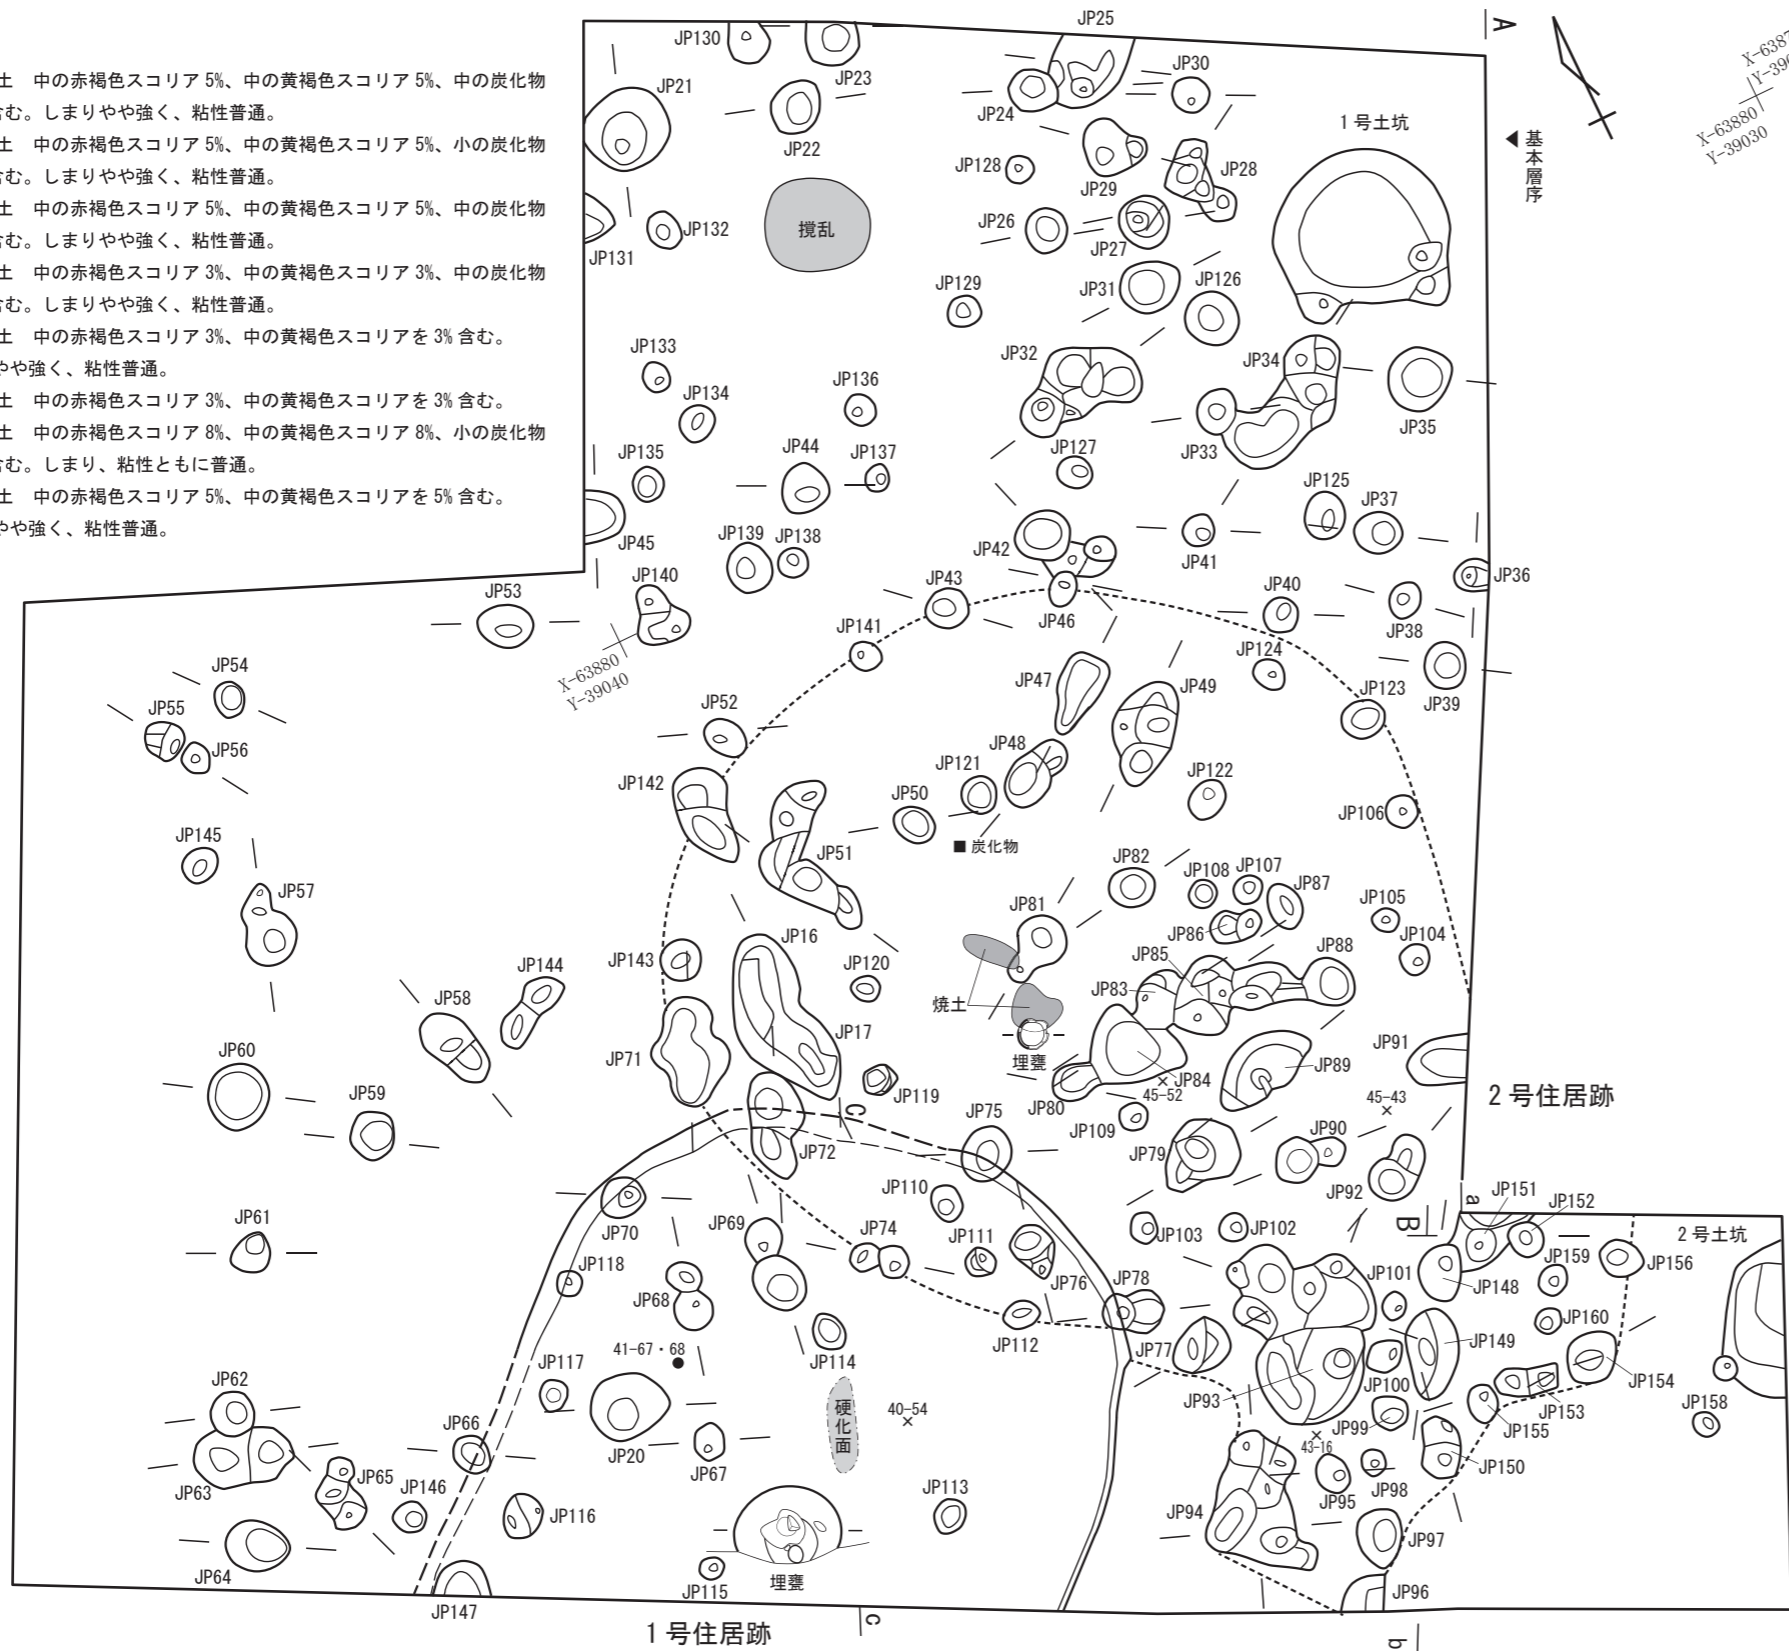 土　中の赤褐色スコリア 5%、中の黄褐色スコリア 5%、中の炭化物
含む。しまりやや強く、粘性普通。
土　中の赤褐色スコリア 5%、中の黄褐色スコリア 5%、小の炭化物
含む。しまりやや強く、粘性普通。
土　中の赤褐色スコリア 5%、中の黄褐色スコリア 5%、中の炭化物
含む。しまりやや強く、粘性普通。
土　中の赤褐色スコリア 3%、中の黄褐色スコリア 3%、中の炭化物
含む。しまりやや強く、粘性普通。
土　中の赤褐色スコリア 3%、中の黄褐色スコリアを 3% 含む。
やや強く、粘性普通。
土　中の赤褐色スコリア 3%、中の黄褐色スコリアを 3% 含む。
土　中の赤褐色スコリア 8%、中の黄褐色スコリア 8%、小の炭化物
含む。しまり、粘性ともに普通。
土　中の赤褐色スコリア 5%、中の黄褐色スコリアを 5% 含む。
やや強く、粘性普通。
JP25
A
JP130
JP23
JP21
JP30
JP24
JP22
1号土坑
基本層序
X-63880
Y-39030
JP128
JP29
JP28
JP132
JP26
JP27
撹乱
JP131
JP129
JP31
JP126
JP133
JP32
JP34
JP134
JP136
JP35
JP33
JP135
JP44
JP137
JP127
JP125
JP37
JP45
JP139
JP138
JP42
JP41
JP36
JP53
JP140
JP43
JP40
JP46
JP38
JP141
JP124
JP54
X-63880
Y-39040
JP47
JP49
JP123
JP39
JP55
JP52
JP56
JP48
JP121
JP122
JP142
JP50
JP106
JP145
JP51
炭化物
JP82
JP108
JP107
JP87
JP57
JP81
JP105
JP16
JP86
JP104
JP143
JP120
JP85
JP88
JP144
JP58
JP83
焼土
JP17
JP71
JP60
埋甕
JP91
JP89
JP84
JP119
JP80
45-52
2号住居跡
45-43
JP59
C
JP75
JP109
JP90
JP72
JP79
JP92
a
JP151
JP152
JP110
JP61
JP70
JP69
JP74
JP111
JP103
JP102
B
2号土坑
JP159
JP156
JP118
JP76
JP78
JP101
JP148
JP68
JP160
JP112
JP77
JP149
41-67・68
JP114
JP117
JP62
JP93
JP100
JP154
JP158
硬化面
40-54
JP153
JP66
JP99
JP155
JP20
43-16
JP67
JP63
JP65
JP146
JP113
JP150
JP95
JP98
JP116
JP94
JP97
JP64
JP115
埋甕
JP96
JP147
1号住居跡
c
b